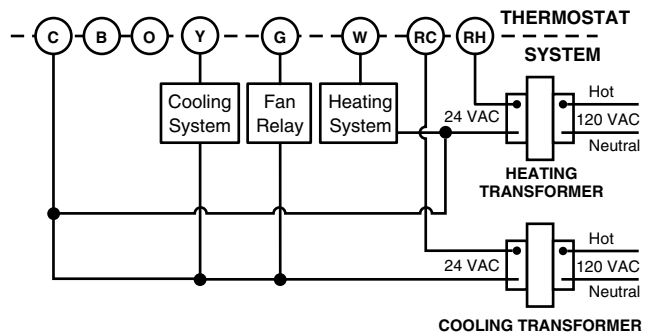 THERMOSTAT
C B O Y G W RC RH
SYSTEM
Cooling
System
Fan
Relay
Heating
System
24 VAC
Hot
120 VAC
Neutral
HEATING
TRANSFORMER
24 VAC
Hot
120 VAC
Neutral
COOLING TRANSFORMER